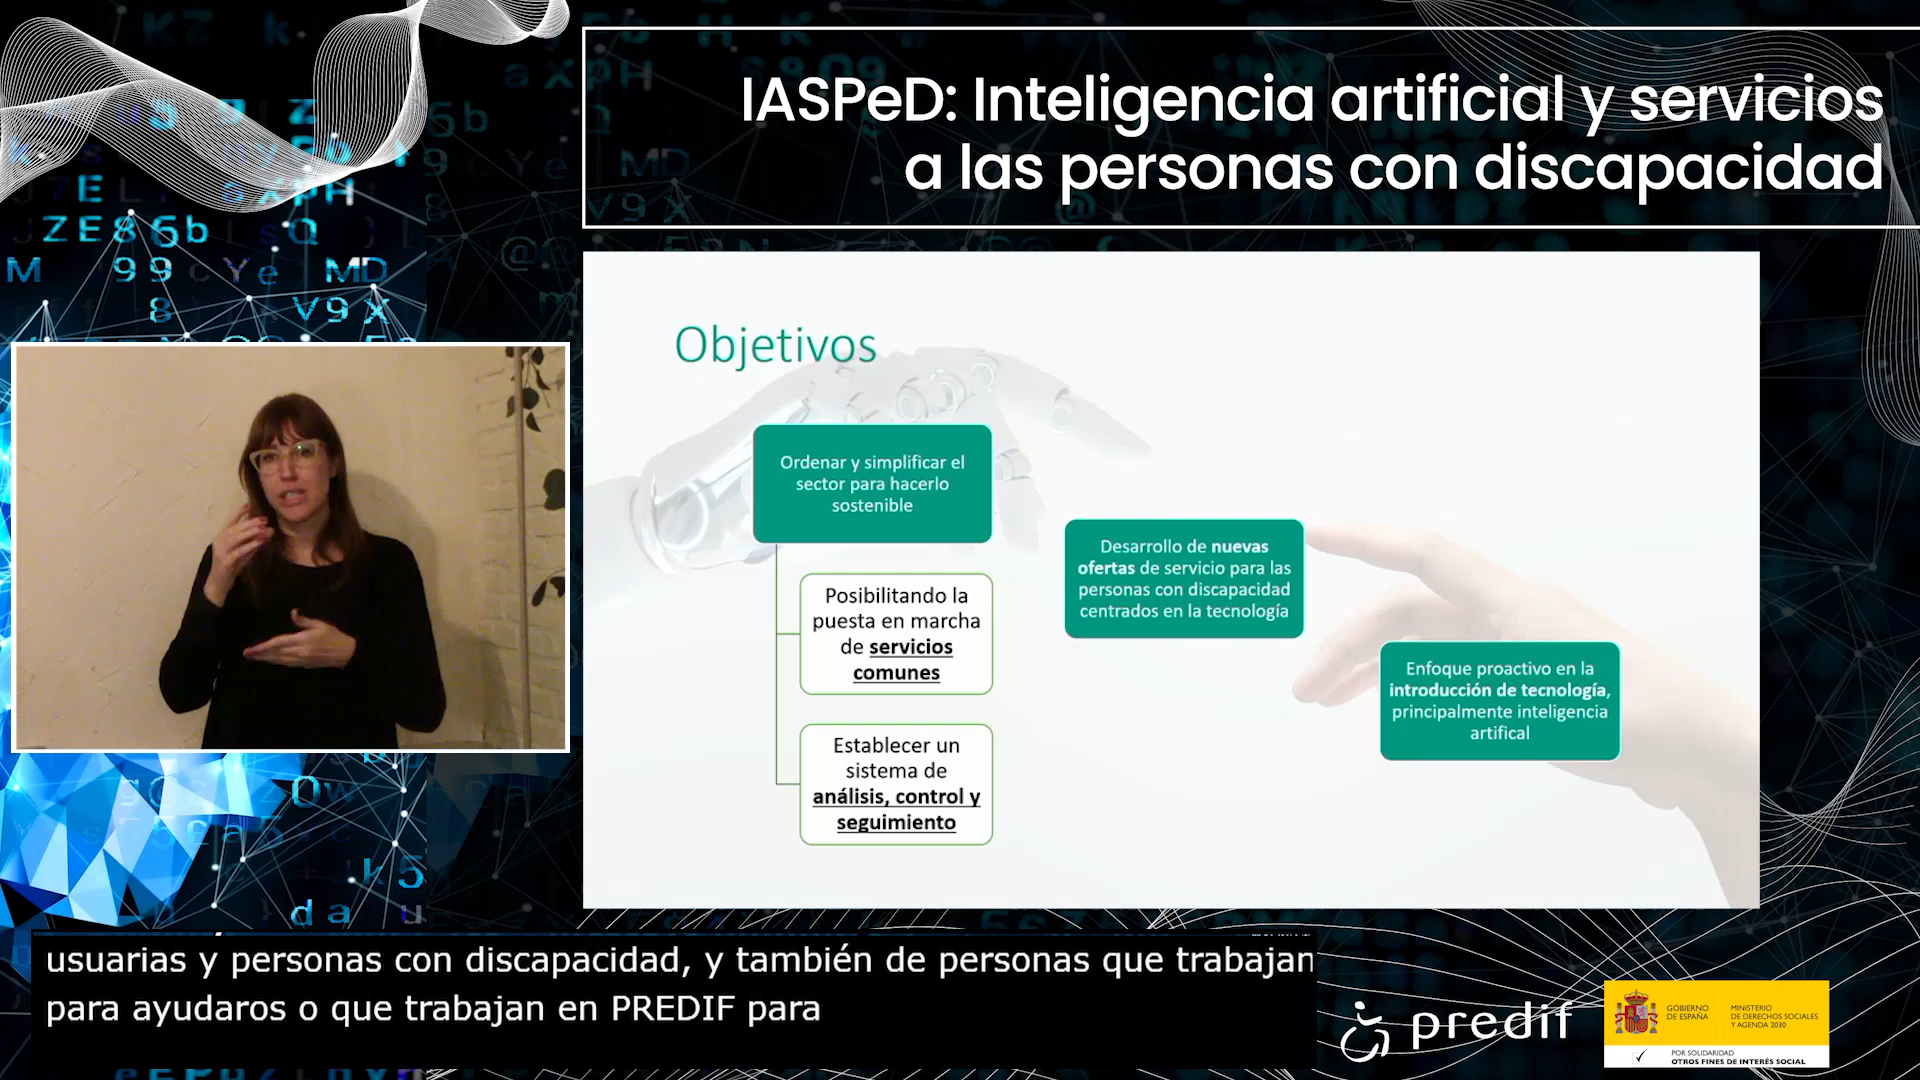 IASPeD: Inteligencia artificial y servicios
a las personas con discapacidad
Objetivos
Ordenar y simplificar el
sector para hacerlo
sostenible
Posibilitando la
puesta en marcha
de servicios
comunes
Establecer un
sistema de
análisis, control y
seguimiento
Desarrollo de nuevas
ofertas de servicio para las
personas con discapacidad
centrados en la tecnología
Enfoque proactivo en la
introducción de tecnología,
principalmente inteligencia
artifical
usuarias y personas con discapacidad, y también de personas que trabajan
para ayudaros o que trabajan en PREDIF para
predif
GOBIERNO
DE ESPAÑA
MINISTERIO
DE DERECHOS SOCIALES
Y AGENDA 2030
POR SOLIDARIDAD
OTROS FINES DE INTERÉS SOCIAL